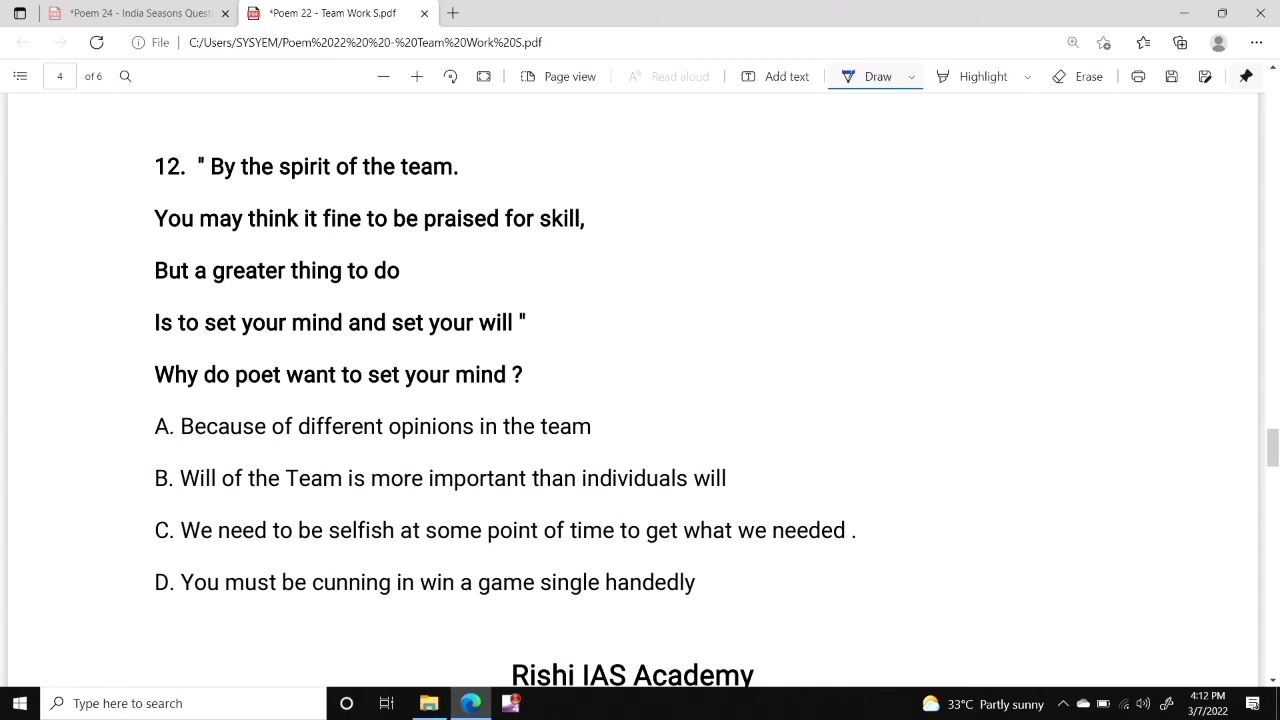 *Poem 24 - India Seasons Quest
*Poem 22 - Team Work S.pdf
File | C:/Users/SYSYEM/Poem%2022%20%20-%20Team%20Work%20S.pdf
4 of 6 Page view Read aloud Add text Draw Highlight Erase
12. " By the spirit of the team.
You may think it fine to be praised for skill,
But a greater thing to do
Is to set your mind and set your will "
Why do poet want to set your mind ?
A. Because of different opinions in the team
B. Will of the Team is more important than individuals will
C. We need to be selfish at some point of time to get what we needed .
D. You must be cunning in win a game single handedly
Rishi IAS Academy
Type here to search
33°C Partly sunny
4:12 PM
3/7/2022